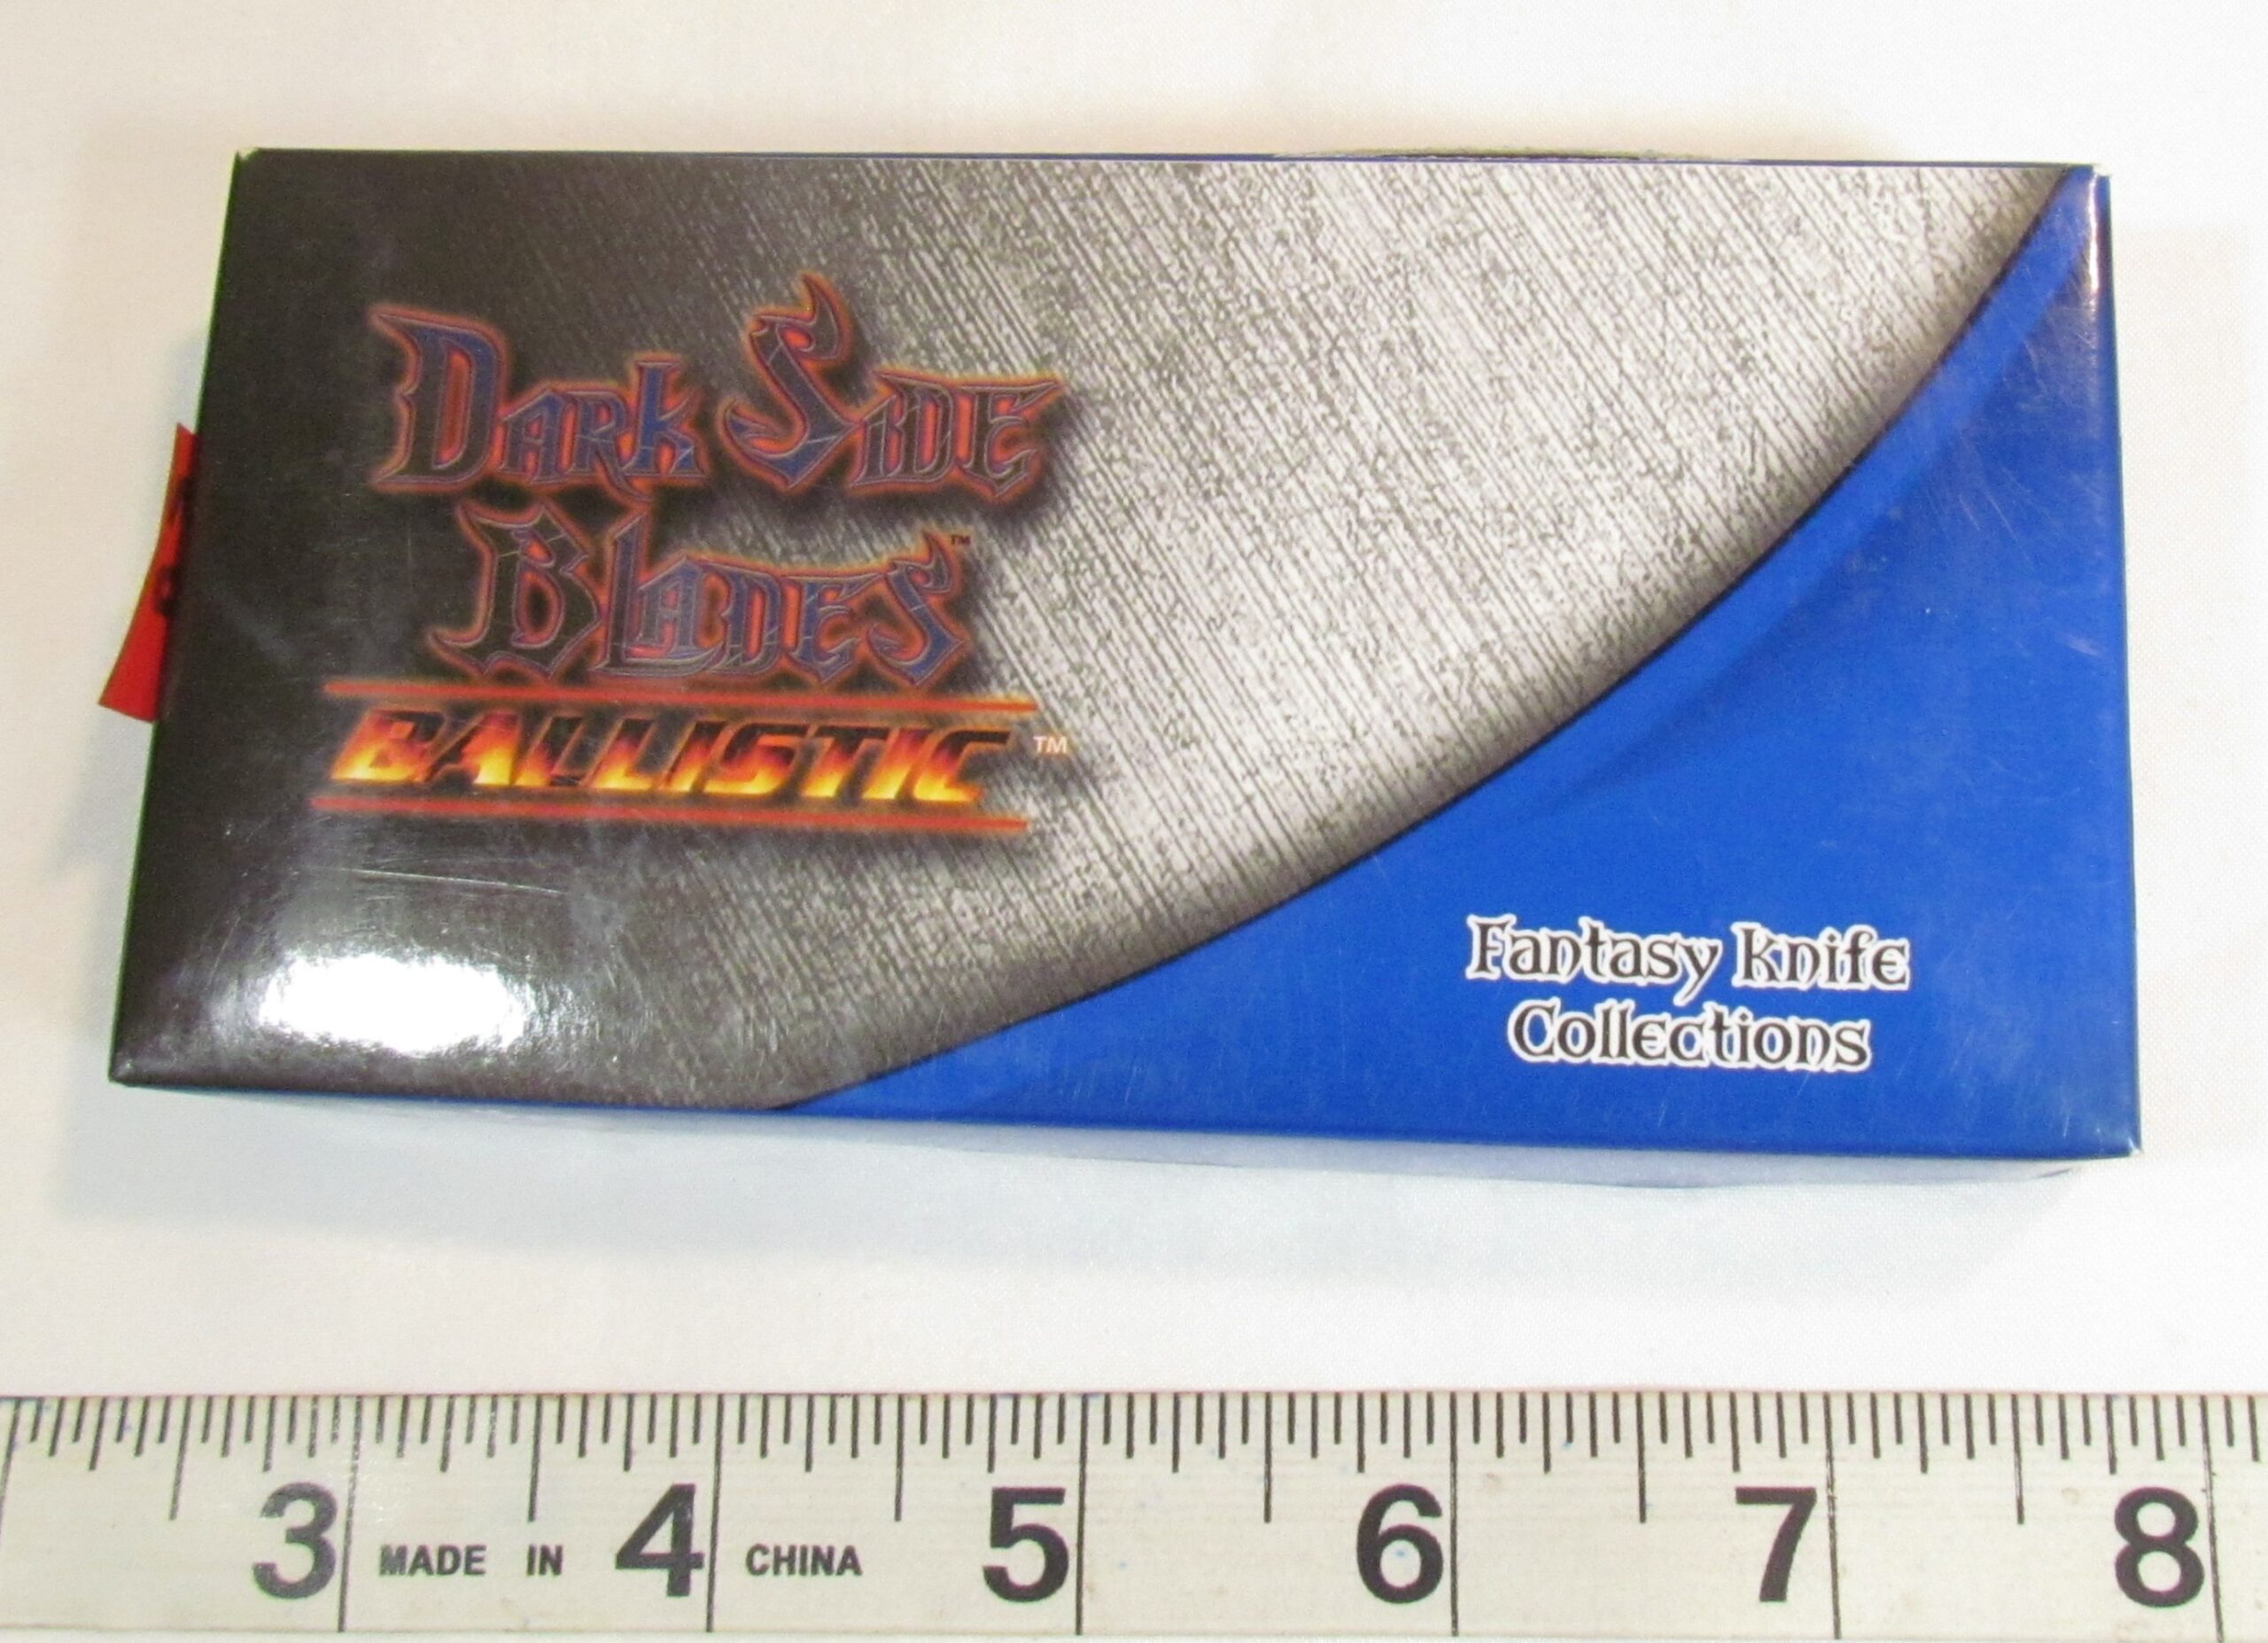 Dark Side
Blades™
BALLISTIC™
Fantasy Knife
Collections
3 MADE IN 4 CHINA 5 6 7 8